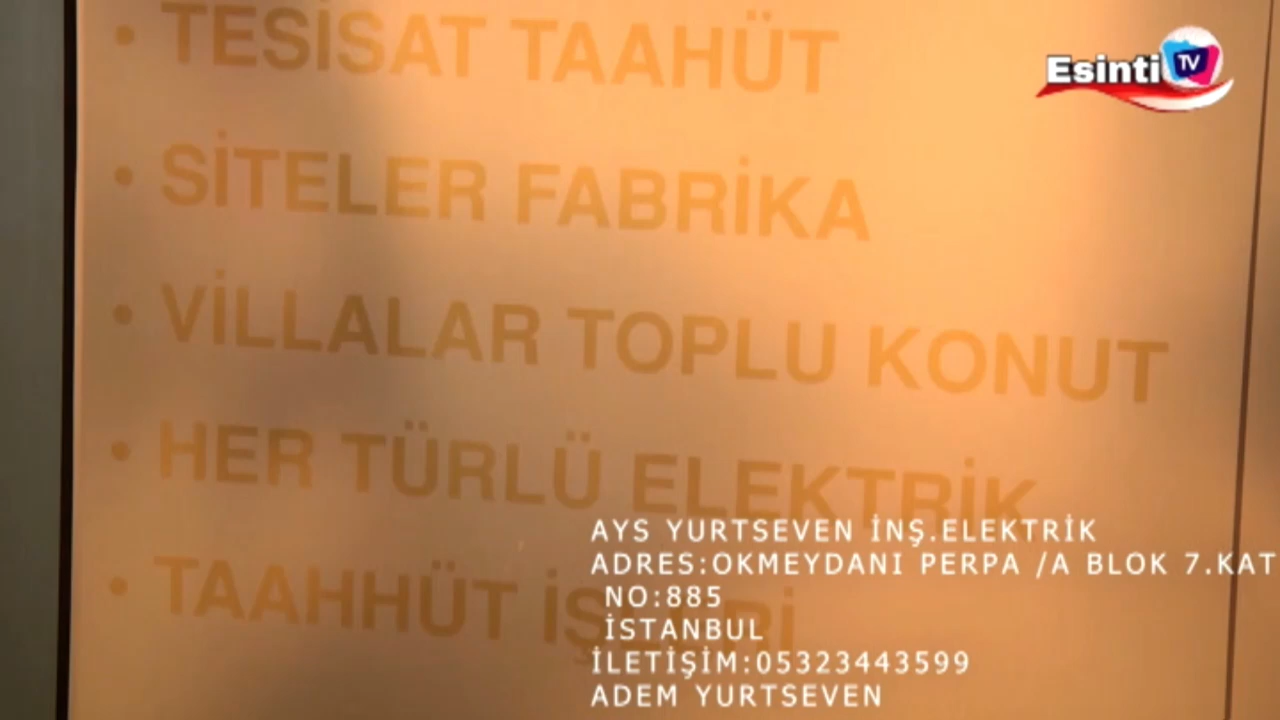 • TESİSAT TAAHÜT
Esinti TV
• SİTELER FABRİKA
• VİLLALAR TOPLU KONUT
• HER TÜRLÜ ELEKTRİK
• TAAHHÜT İŞLERİ
AYS YURTSEVEN İNŞ.ELEKTRİK
ADRES:OKMEYDANI PERPA /A BLOK 7.KAT
NO:885
İSTANBUL
İLETİŞİM:05323443599
ADEM YURTSEVEN